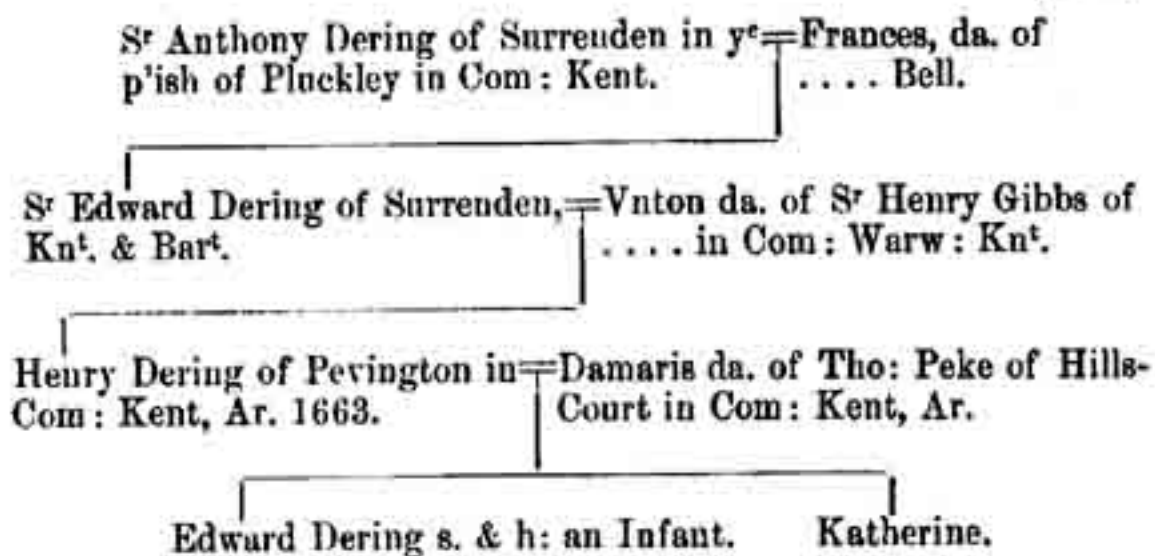 Sʳ Anthony Dering of Surrenden in yᵉ=Frances, da. of
p'ish of Pluckley in Com: Kent. .... Bell.
Sʳ Edward Dering of Surrenden,=Vnton da. of Sʳ Henry Gibbs of
Knᵗ. & Barᵗ. .... in Com: Warw: Knᵗ.
Henry Dering of Pevington in=Damaris da. of Tho: Peke of Hills-
Com: Kent, Ar. 1663. Court in Com: Kent, Ar.
Edward Dering s. & h: an Infant. Katherine.